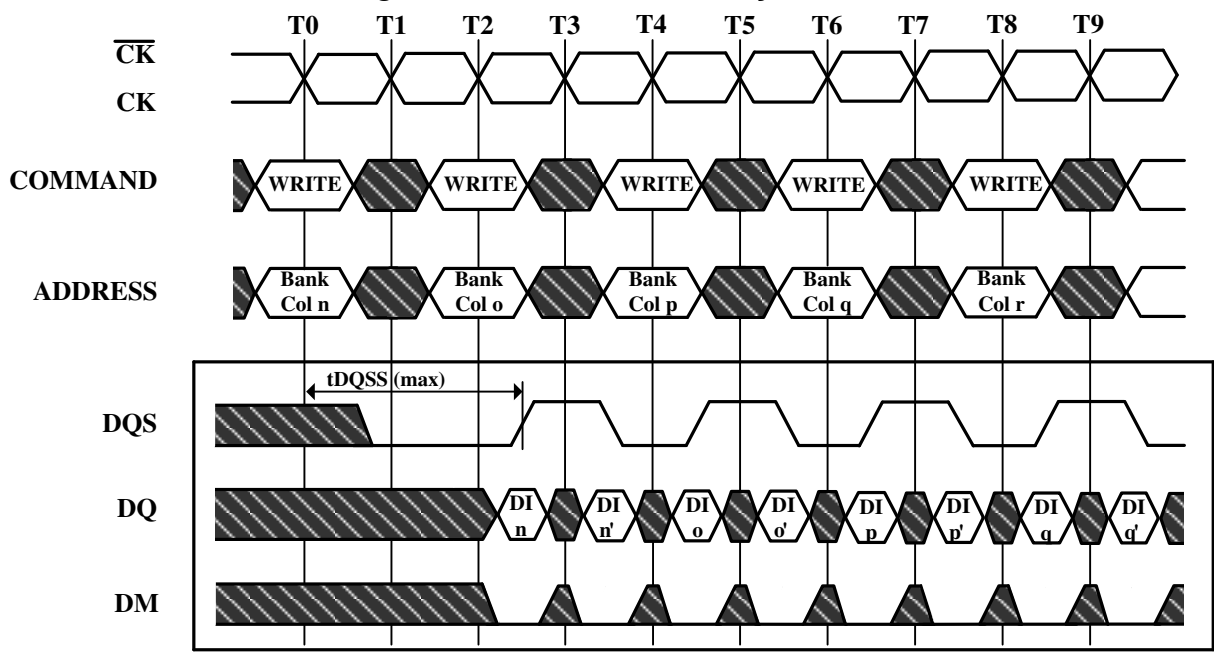 T0 T1 T2 T3 T4 T5 T6 T7 T8 T9
CK
CK
COMMAND WRITE WRITE WRITE WRITE WRITE
ADDRESS
Bank Bank Bank Bank Bank
Col n Col o Col p Col q Col r
tDQSS (max)
DQS
DQ
DI DI DI DI DI DI DI DI
n n' o o' p p' q q'
DM